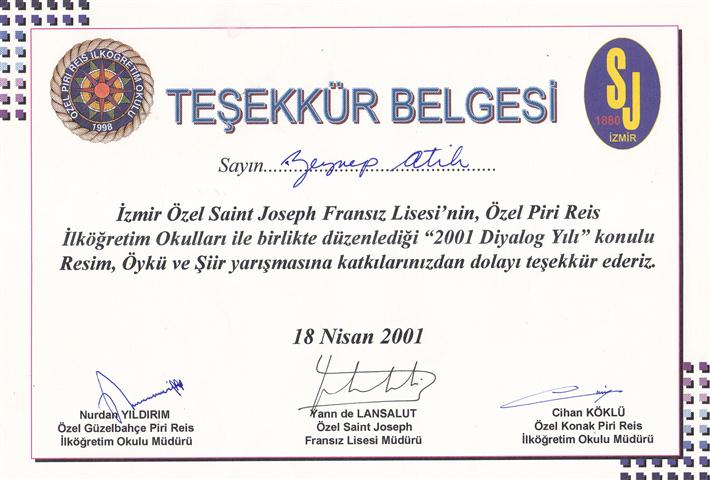 ÖZEL PİRİ REİS İLKÖĞRETİM OKULU
1998
TEŞEKKÜR BELGESİ
SJ
1880
İZMİR
Sayın......Zeynep Atik......
İzmir Özel Saint Joseph Fransız Lisesi'nin, Özel Piri Reis
İlköğretim Okulları ile birlikte düzenlediği “2001 Diyalog Yılı” konulu
Resim, Öykü ve Şiir yarışmasına katkılarınızdan dolayı teşekkür ederiz.
18 Nisan 2001
Nurdan YILDIRIM
Özel Güzelbahçe Piri Reis
İlköğretim Okulu Müdürü
Yann de LANSALUT
Özel Saint Joseph
Fransız Lisesi Müdürü
Cihan KÖKLÜ
Özel Konak Piri Reis
İlköğretim Okulu Müdürü